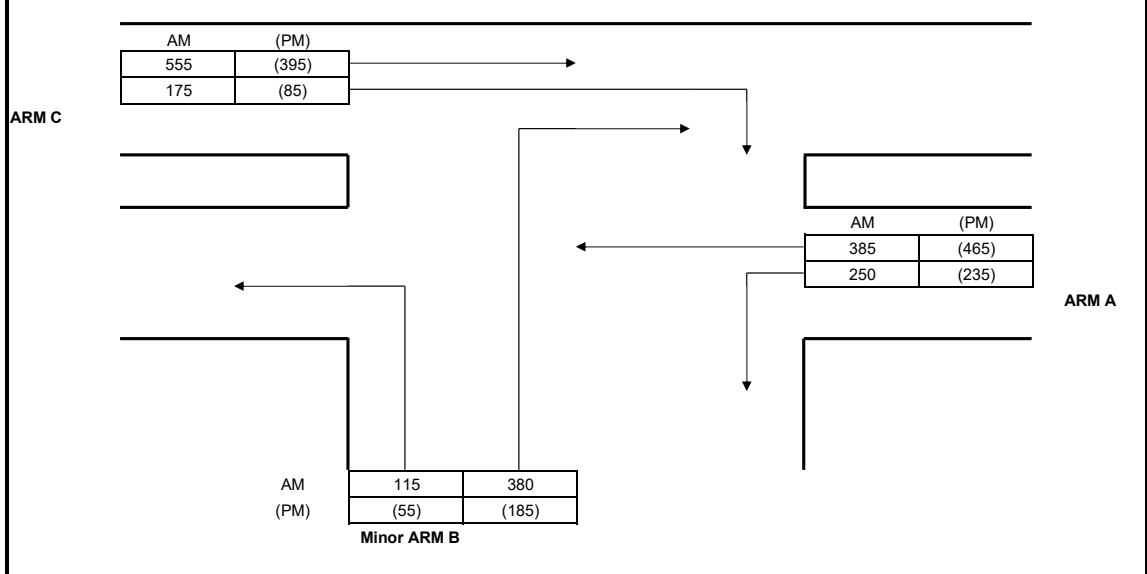 AM (PM)
555 (395)
175 (85)
ARM C
AM (PM)
385 (465)
250 (235)
ARM A
AM 115 380
(PM) (55) (185)
Minor ARM B